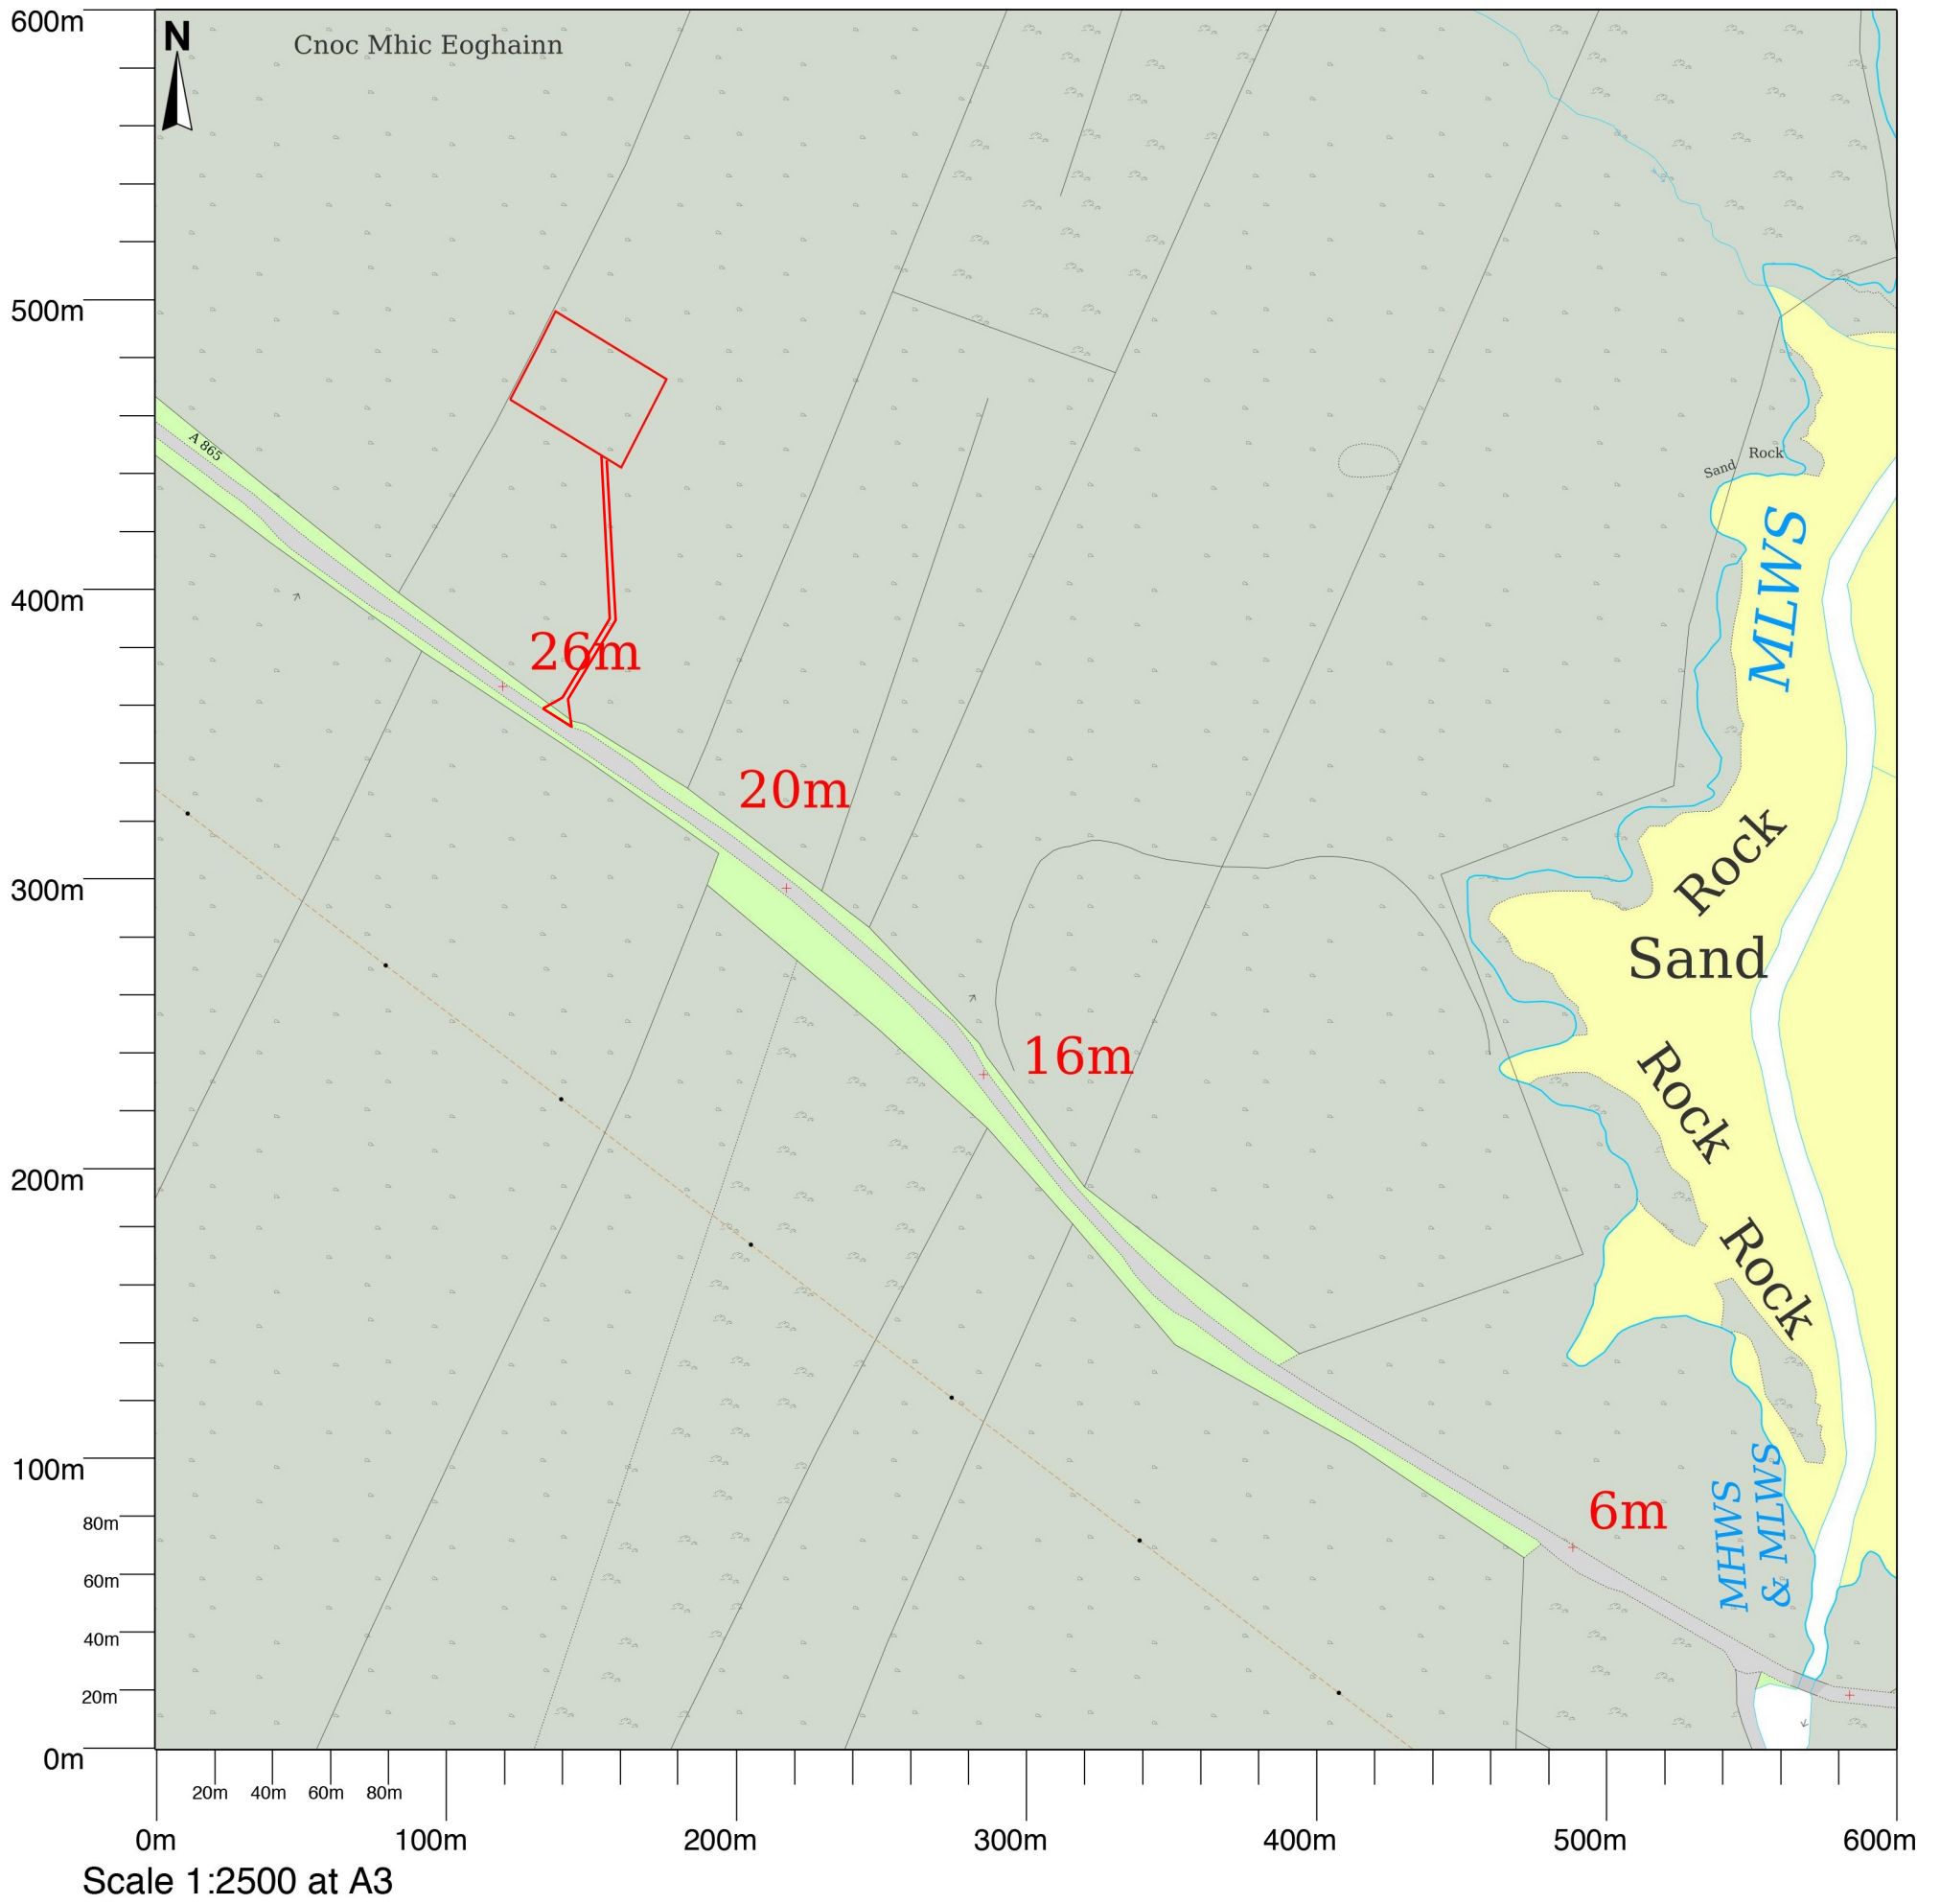 600m
N
Cnoc Mhic Eoghainn
500m
A 865
Sand
Rock
MLWS
400m
26m
20m
Rock
300m
Sand
16m
Rock
200m
Rock
100m
MHWS
& MLWS
6m
80m
60m
40m
20m
0m
20m 40m 60m 80m
0m 100m 200m 300m 400m 500m 600m
Scale 1:2500 at A3